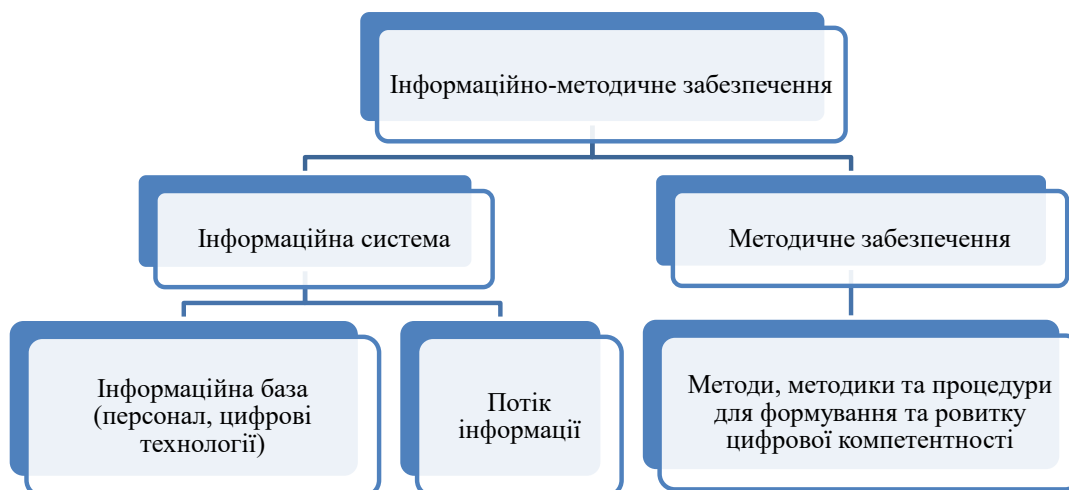 Інформаційно-методичне забезпечення
Інформаційна система
Методичне забезпечення
Інформаційна база
(персонал, цифрові
технології)
Потік
інформації
Методи, методики та процедури
для формування та ровитку
цифрової компетентності